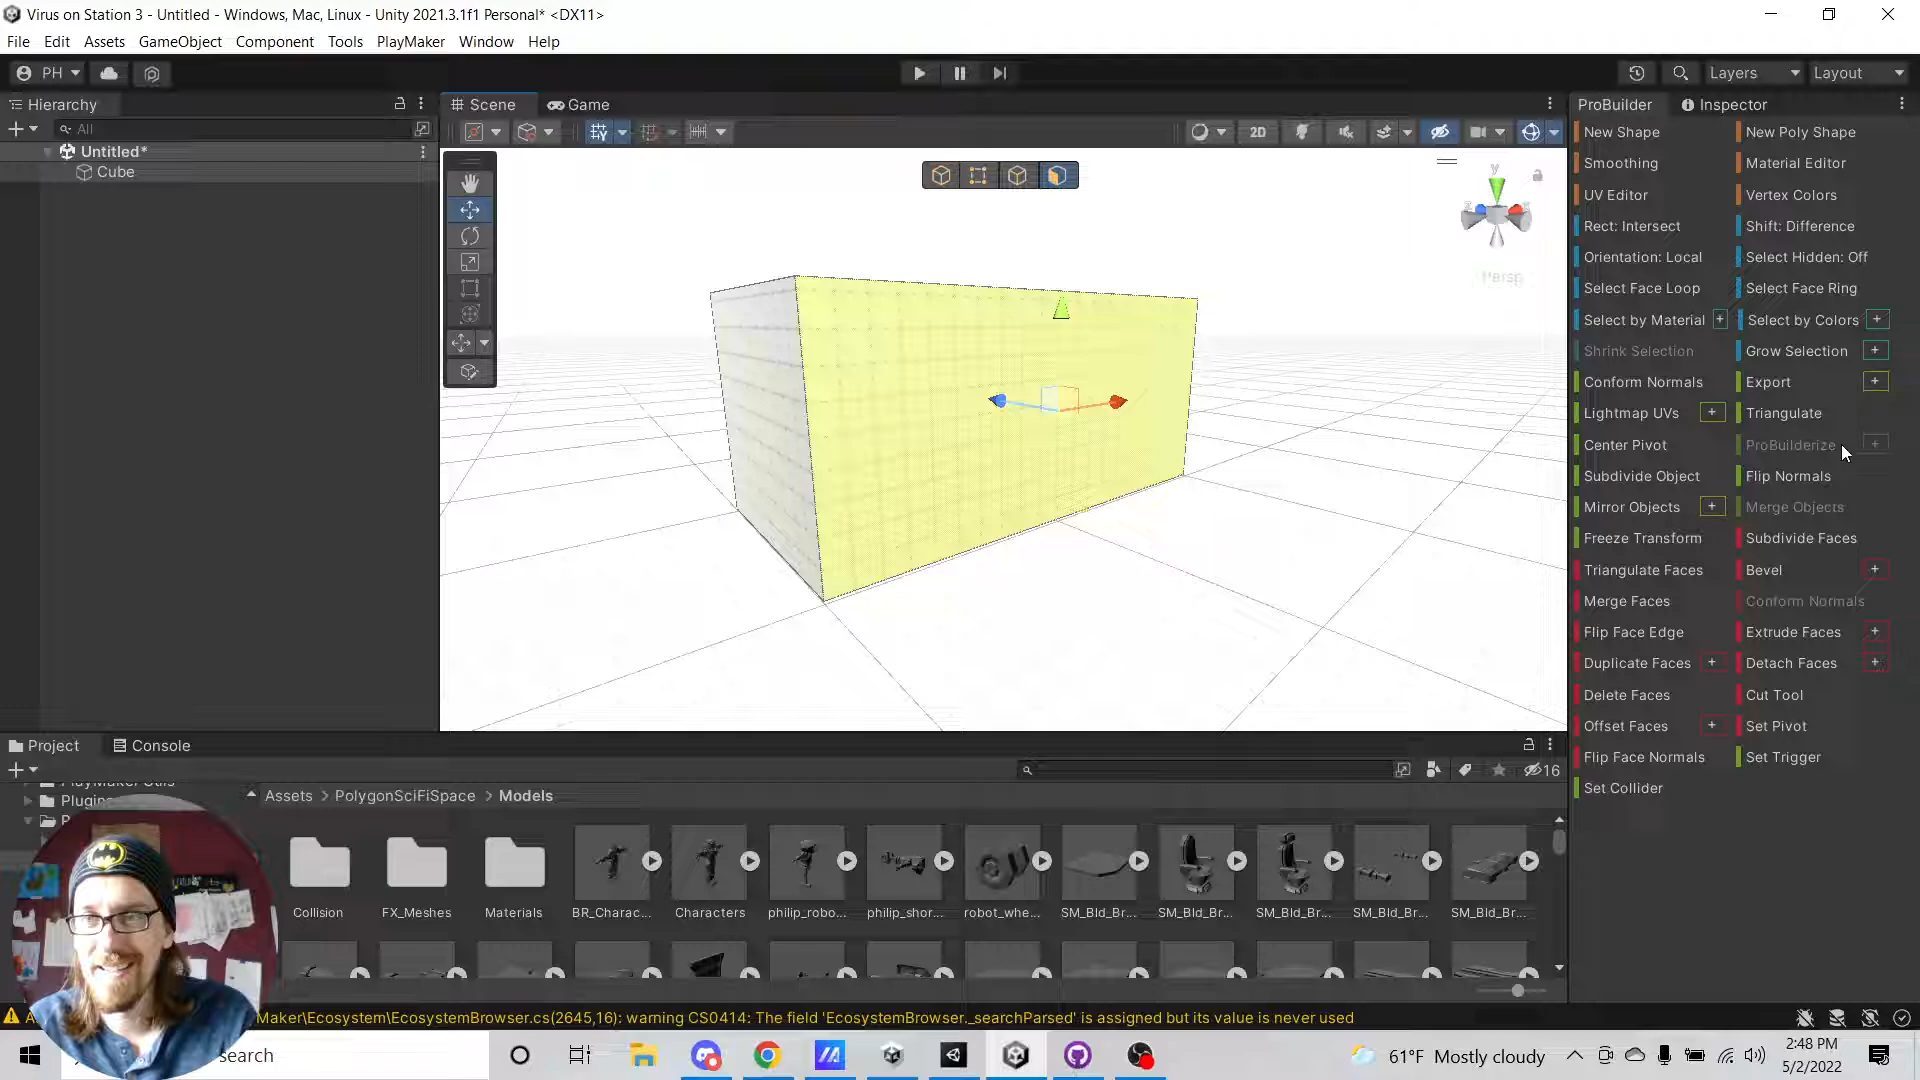 Virus on Station 3 - Untitled - Windows, Mac, Linux - Unity 2021.3.1f1 Personal* <DX11>
File Edit Assets GameObject Component Tools PlayMaker Window Help
PH Layers Layout
Hierarchy
All
Untitled*
Cube
Scene Game
2D
y
Persp
ProBuilder Inspector
New Shape New Poly Shape
Smoothing Material Editor
UV Editor Vertex Colors
Rect: Intersect Shift: Difference
Orientation: Local Select Hidden: Off
Select Face Loop Select Face Ring
Select by Material + Select by Colors +
Shrink Selection Grow Selection +
Conform Normals Export +
Lightmap UVs + Triangulate
Center Pivot ProBuilderize +
Subdivide Object Flip Normals
Mirror Objects + Merge Objects
Freeze Transform Subdivide Faces
Triangulate Faces Bevel +
Merge Faces Conform Normals
Flip Face Edge Extrude Faces +
Duplicate Faces + Detach Faces +
Delete Faces Cut Tool
Offset Faces + Set Pivot
Flip Face Normals Set Trigger
Set Collider
Project Console
16
PlayMaker Utils
Plugin
Assets > PolygonSciFiSpace > Models
Collision FX_Meshes Materials BR_Charac... Characters philip_robo... philip_shor... robot_whe... SM_Bld_Br... SM_Bld_Br... SM_Bld_Br... SM_Bld_Br... SM_Bld_Br...
Maker\Ecosystem\EcosystemBrowser.cs(2645,16): warning CS0414: The field 'EcosystemBrowser._searchParsed' is assigned but its value is never used
search
61°F Mostly cloudy
2:48 PM
5/2/2022